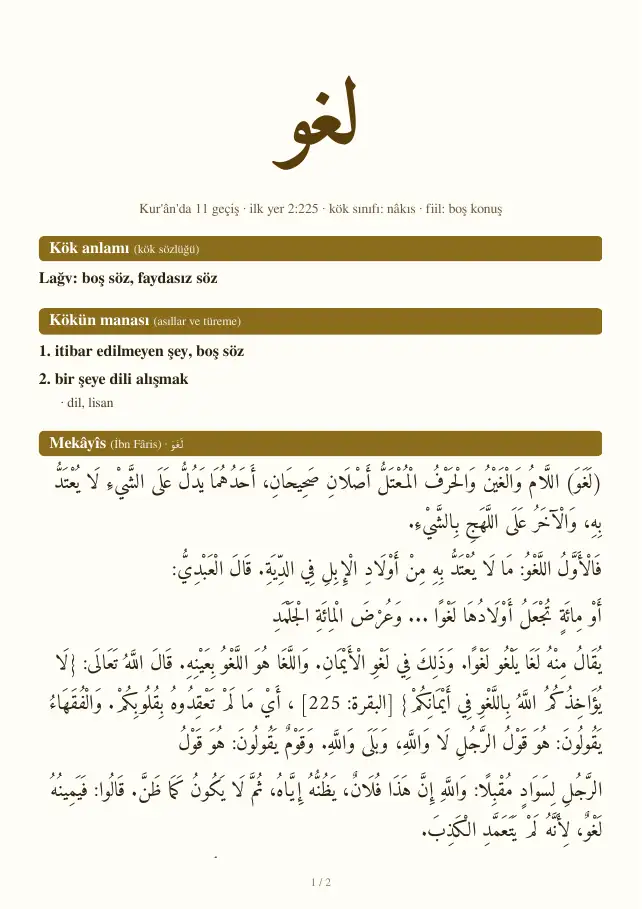 لغو
Kur'ân'da 11 geçiş · ilk yer 2:225 · kök sınıfı: nâkıs · fiil: boş konuş
Kök anlamı (kök sözlüğü)
Lağv: boş söz, faydasız söz
Kökün manası (asıllar ve türeme)
1. itibar edilmeyen şey, boş söz
2. bir şeye dili alışmak
· dil, lisan
Mekâyîs (İbn Fâris) · لَغَوَ
(لَغَوَ) اللَّامُ وَالْغَيْنُ وَالْحَرْفُ الْمُعْتَلُّ أَصْلَانِ صَحِيحَانِ، أَحَدُهُمَا يَدُلُّ عَلَى الشَّيْءِ لَا يُعْتَدُّ
بِهِ، وَالْآخَرُ عَلَى اللَّهَجِ بِالشَّيْءِ.
فَالْأَوَّلُ اللَّغْوُ: مَا لَا يُعْتَدُّ بِهِ مِنْ أَوْلَادِ الْإِبِلِ فِي الدِّيَةِ. قَالَ الْعَبْدِيُّ:
أَوْ مِائَةٍ تُجْعَلُ أَوْلَادُهَا لَغْوًا ... وَعُرْضَ الْمِائَةِ الْجَلْمَدِ
يُقَالُ مِنْهُ لَغَا يَلْغُو لَغْوًا. وَذَلِكَ فِي لَغْوِ الْأَيْمَانِ. وَاللَّغَا هُوَ اللَّغْوُ بِعَيْنِهِ. قَالَ اللَّهُ تَعَالَى: {لَا
يُؤَاخِذُكُمُ اللَّهُ بِاللَّغْوِ فِي أَيْمَانِكُمْ} [البقرة: 225] ، أَيْ مَا لَمْ تَعْقِدُوهُ بِقُلُوبِكُمْ. وَالْفُقَهَاءُ
يَقُولُونَ: هُوَ قَوْلُ الرَّجُلِ لَا وَاللَّهِ، وَبَلَى وَاللَّهِ. وَقَوْمٌ يَقُولُونَ: هُوَ قَوْلُ
الرَّجُلِ لِسَوَادٍ مُقْبِلًا: وَاللَّهِ إِنَّ هَذَا فُلَانٌ، يَظُنُّهُ إِيَّاهُ، ثُمَّ لَا يَكُونُ كَمَا ظَنَّ. قَالُوا: فَيَمِينُهُ
لَغْوٌ، لِأَنَّهُ لَمْ يَتَعَمَّدِ الْكَذِبَ.
1 / 2